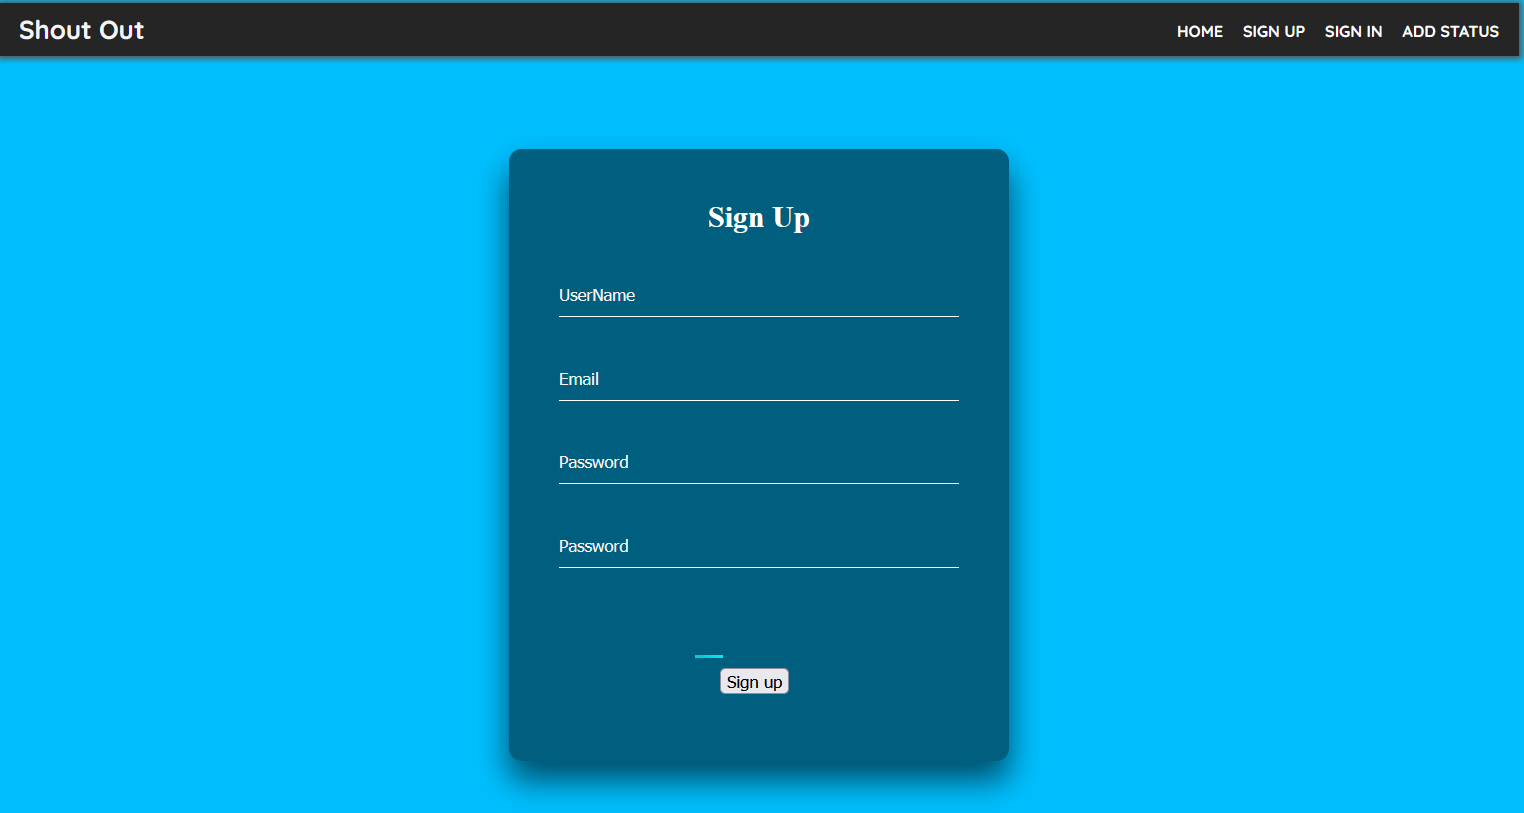 Shout Out
HOME SIGN UP SIGN IN ADD STATUS
Sign Up
UserName
Email
Password
Password
Sign up